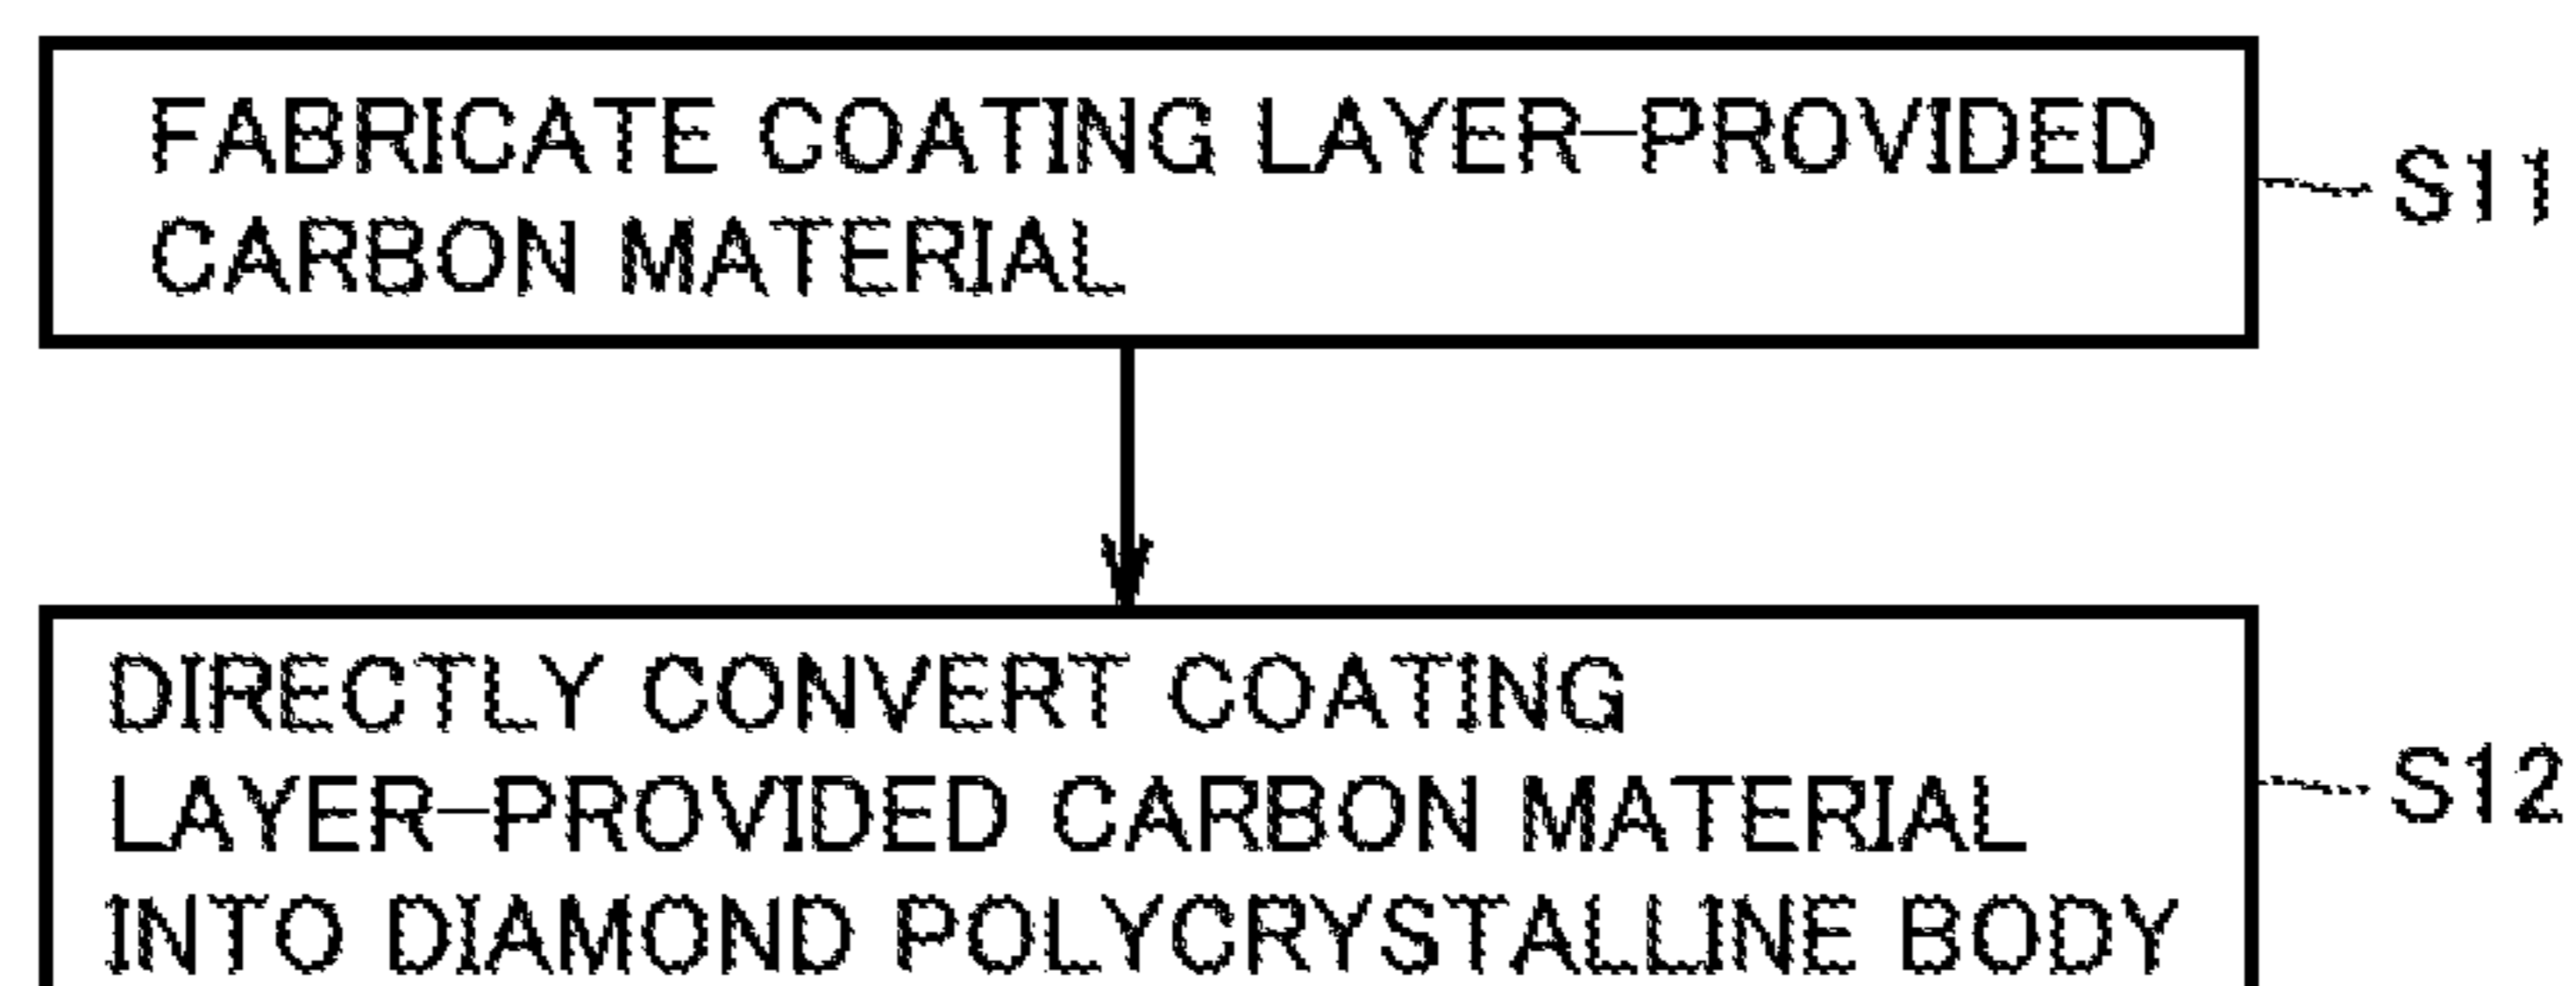 FABRICATE COATING LAYER-PROVIDED
CARBON MATERIAL
S11
DIRECTLY CONVERT COATING
LAYER-PROVIDED CARBON MATERIAL
INTO DIAMOND POLYCRYSTALLINE BODY
S12